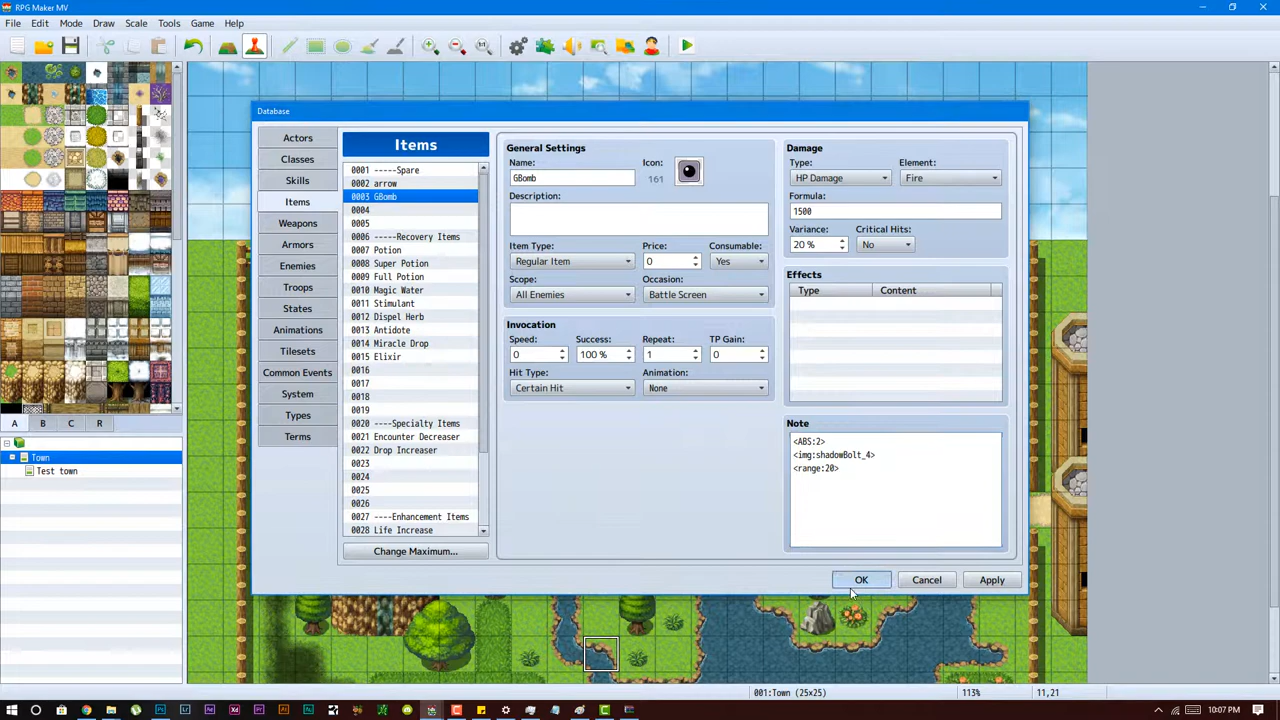 RPG Maker MV
File Edit Mode Draw Scale Tools Game Help
Database
Actors
Classes
Skills
Items
Weapons
Armors
Enemies
Troops
States
Animations
Tilesets
Common Events
System
Types
Terms
Items
0001 -----Spare
0002 arrow
0003 GBomb
0004
0005
0006 -----Recovery Items
0007 Potion
0008 Super Potion
0009 Full Potion
0010 Magic Water
0011 Stimulant
0012 Dispel Herb
0013 Antidote
0014 Miracle Drop
0015 Elixir
0016
0017
0018
0019
0020 ----Specialty Items
0021 Encounter Decreaser
0022 Drop Increaser
0023
0024
0025
0026
0027 ----Enhancement Items
0028 Life Increase
Change Maximum...
General Settings
Name: Icon:
GBomb 161
Description:
Item Type: Price: Consumable:
Regular Item 0 Yes
Scope: Occasion:
All Enemies Battle Screen
Invocation
Speed: Success: Repeat: TP Gain:
0 100 % 1 0
Hit Type: Animation:
Certain Hit None
Damage
Type: Element:
HP Damage Fire
Formula:
1500
Variance: Critical Hits:
20 % No
Effects
Type Content
Note
<ABS:2>
<img:shadowBolt_4>
<range:20>
OK Cancel Apply
A B C R
Town
Test town
001:Town (25x25) 113% 11,21
10:07 PM